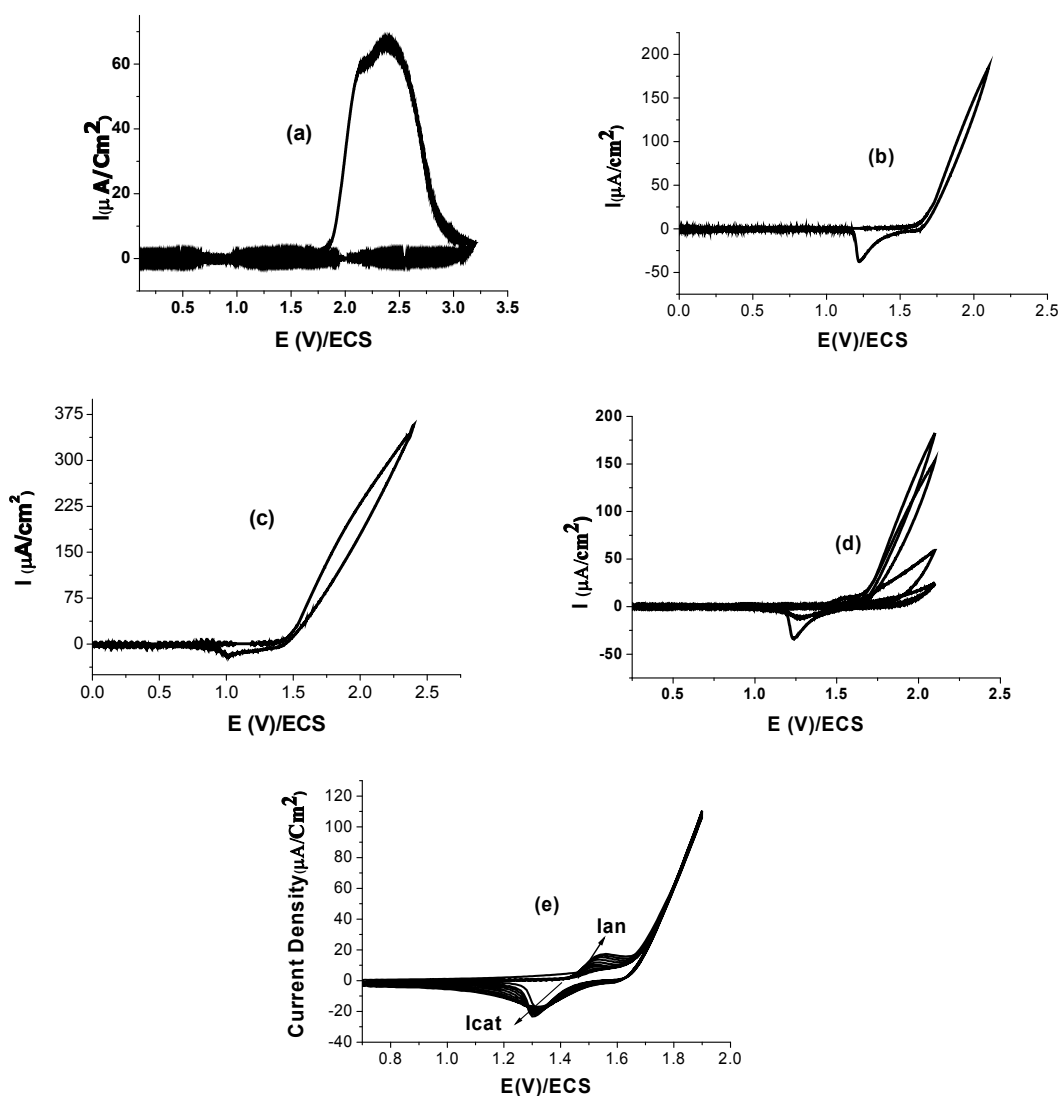 60
40
20
0
I(μ A/Cm2)
(a)
0.5 1.0 1.5 2.0 2.5 3.0 3.5
E (V)/ECS
200
150
100
50
0
-50
I(μA/cm2)
(b)
0.0 0.5 1.0 1.5 2.0 2.5
E(V)/ECS
375
300
225
150
75
0
I (μA/cm2)
(c)
0.0 0.5 1.0 1.5 2.0 2.5
E (V)/ECS
200
150
100
50
0
-50
I (μA/cm2)
(d)
0.5 1.0 1.5 2.0 2.5
E (V)/ECS
120
100
80
60
40
20
0
-20
-40
Current Density(μA/Cm2)
(e)
Ian
Icat
0.8 1.0 1.2 1.4 1.6 1.8 2.0
E(V)/ECS